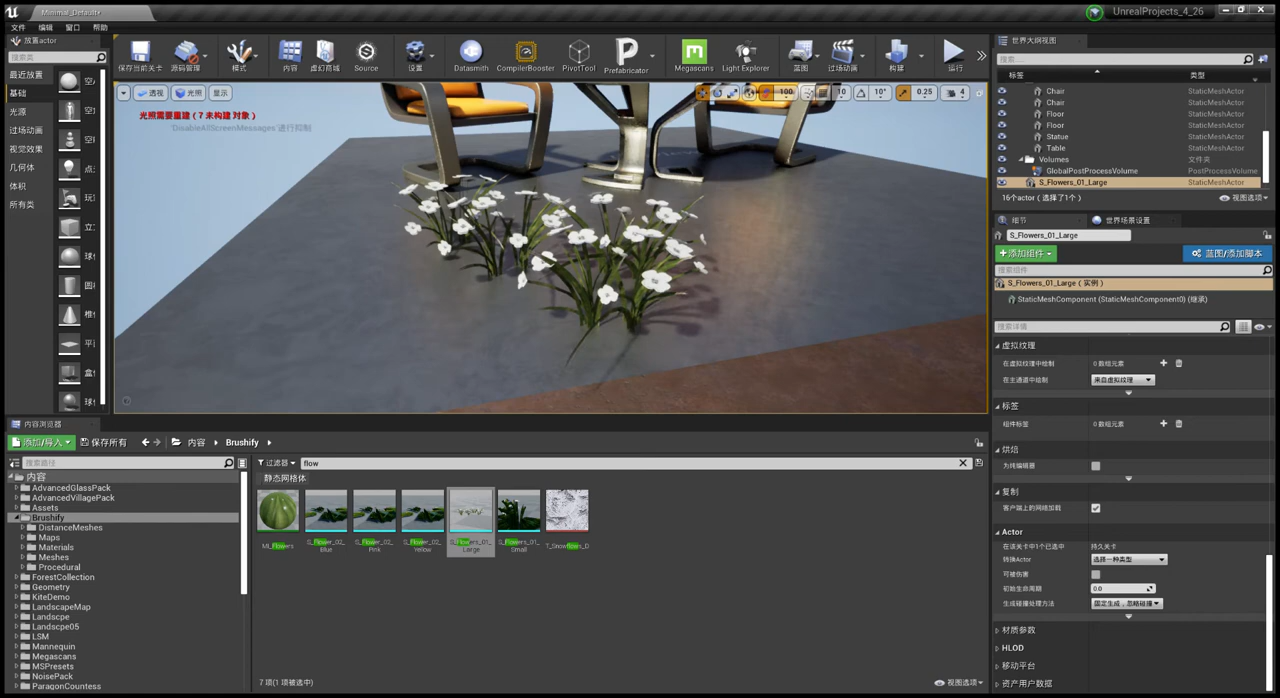 Minimal_Default•
UnrealProjects_4_26
文件 编辑 窗口 帮助
放置actor
搜索类
最近放置
基础
光源
过场动画
视觉效果
几何体
体积
所有类
保存当前关卡
源码管理
模式
内容
虚幻商城
Source
设置
Datasmith
CompilerBooster
PivotTool
Prefabricator
Megascans
Light Explorer
蓝图
过场动画
构建
运行
透视
光照
显示
100
10
10°
0.25
4
光照需要重建 ( 7 未构建 对象 )
'DisableAllScreenMessages'进行抑制
世界大纲视图
搜索......
标签 类型
Chair StaticMeshActor
Chair StaticMeshActor
Floor StaticMeshActor
Floor StaticMeshActor
Statue StaticMeshActor
Table StaticMeshActor
Volumes 文件夹
GlobalPostProcessVolume PostProcessVolume
S_Flowers_01_Large StaticMeshActor
16个actor ( 选择了1个 )
视图选项
细节
世界场景设置
S_Flowers_01_Large
+添加组件
蓝图/添加脚本
搜索组件
S_Flowers_01_Large ( 实例 )
StaticMeshComponent (StaticMeshComponent0) (继承)
搜索详情
虚拟纹理
在虚拟纹理中绘制 0 数组元素
在主通道中绘制 来自虚拟纹理
标签
组件标签 0 数组元素
烘焙
为纯编辑器
复制
客户端上的网络加载
Actor
在该关卡中1个已选中 持久关卡
转换Actor 选择一种类型
可被伤害
初始生命周期 0.0
生成碰撞处理方法 固定生成，忽略碰撞
材质参数
HLOD
移动平台
资产用户数据
内容浏览器
添加/导入
保存所有
内容
Brushify
搜索路径
过滤器
flow
静态网格体
内容
AdvancedGlassPack
AdvancedVillagePack
Assets
Brushify
DistanceMeshes
Maps
Materials
Meshes
Procedural
ForestCollection
Geometry
KiteDemo
LandscapeMap
Landscpe
Landscpe05
LSM
Mannequin
Megascans
MSPresets
NoisePack
ParagonCountess
MI_Flowers
S_Flower_02_Blue
S_Flower_02_Pink
S_Flower_02_Yellow
S_Flowers_01_Large
S_Flowers_01_Small
T_Snowflows_D
7 项(1 项被选中)
视图选项